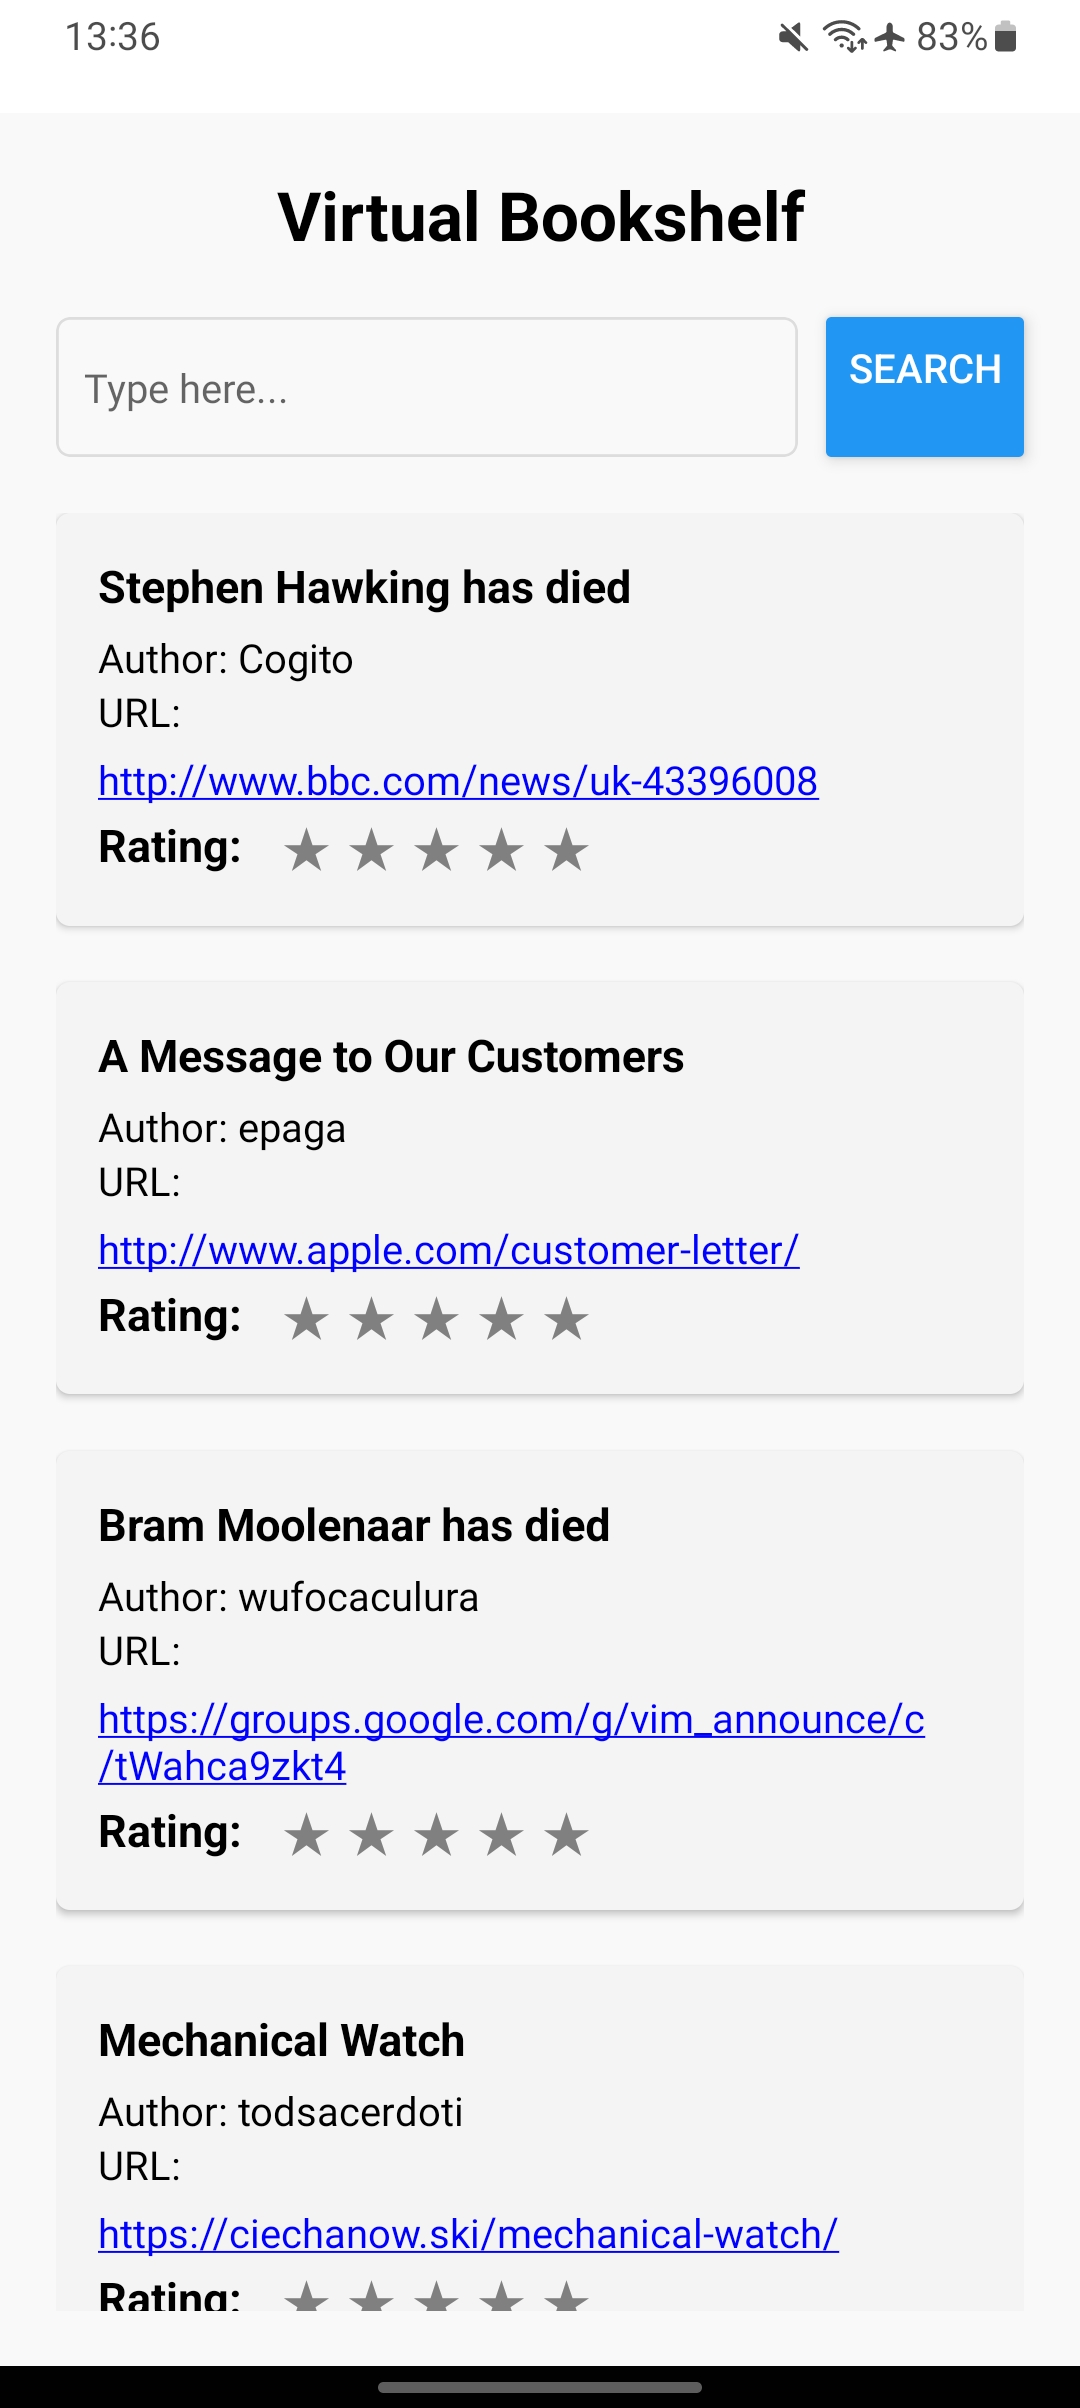 13:36
83%
Virtual Bookshelf
Type here...
SEARCH
Stephen Hawking has died
Author: Cogito
URL:
http://www.bbc.com/news/uk-43396008
Rating: ★ ★ ★ ★ ★
A Message to Our Customers
Author: epaga
URL:
http://www.apple.com/customer-letter/
Rating: ★ ★ ★ ★ ★
Bram Moolenaar has died
Author: wufocaculura
URL:
https://groups.google.com/g/vim_announce/c
/tWahca9zkt4
Rating: ★ ★ ★ ★ ★
Mechanical Watch
Author: todsacerdoti
URL:
https://ciechanow.ski/mechanical-watch/
Rating: ★ ★ ★ ★ ★